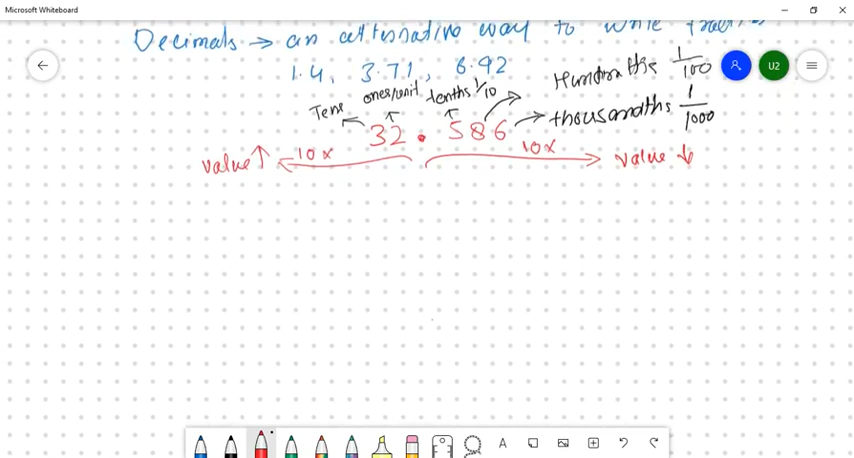 Microsoft Whiteboard
Decimals → an alternative way to write
1.4, 3.71, 6.92
Hundredths 1/100
Tens ones/unit tenths 1/10
thousandths 1/1000
32.586
value ↑ 10x 10x value ↓
U2
A